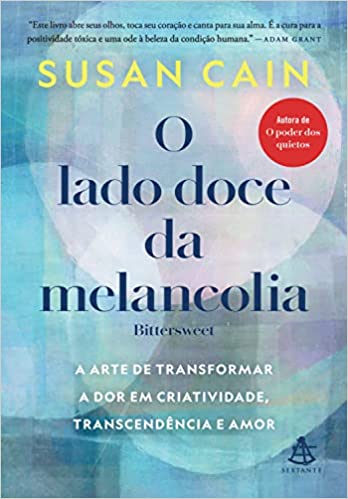 "Este livro abre seus olhos, toca seu coração e canta para sua alma. É a cura para a
positividade tóxica e uma ode à beleza da condição humana." —ADAM GRANT
SUSAN CAIN
Autora de
O poder dos
quietos
O
lado doce
da
melancolia
Bittersweet
A ARTE DE TRANSFORMAR
A DOR EM CRIATIVIDADE,
TRANSCENDÊNCIA E AMOR
SEXTANTE